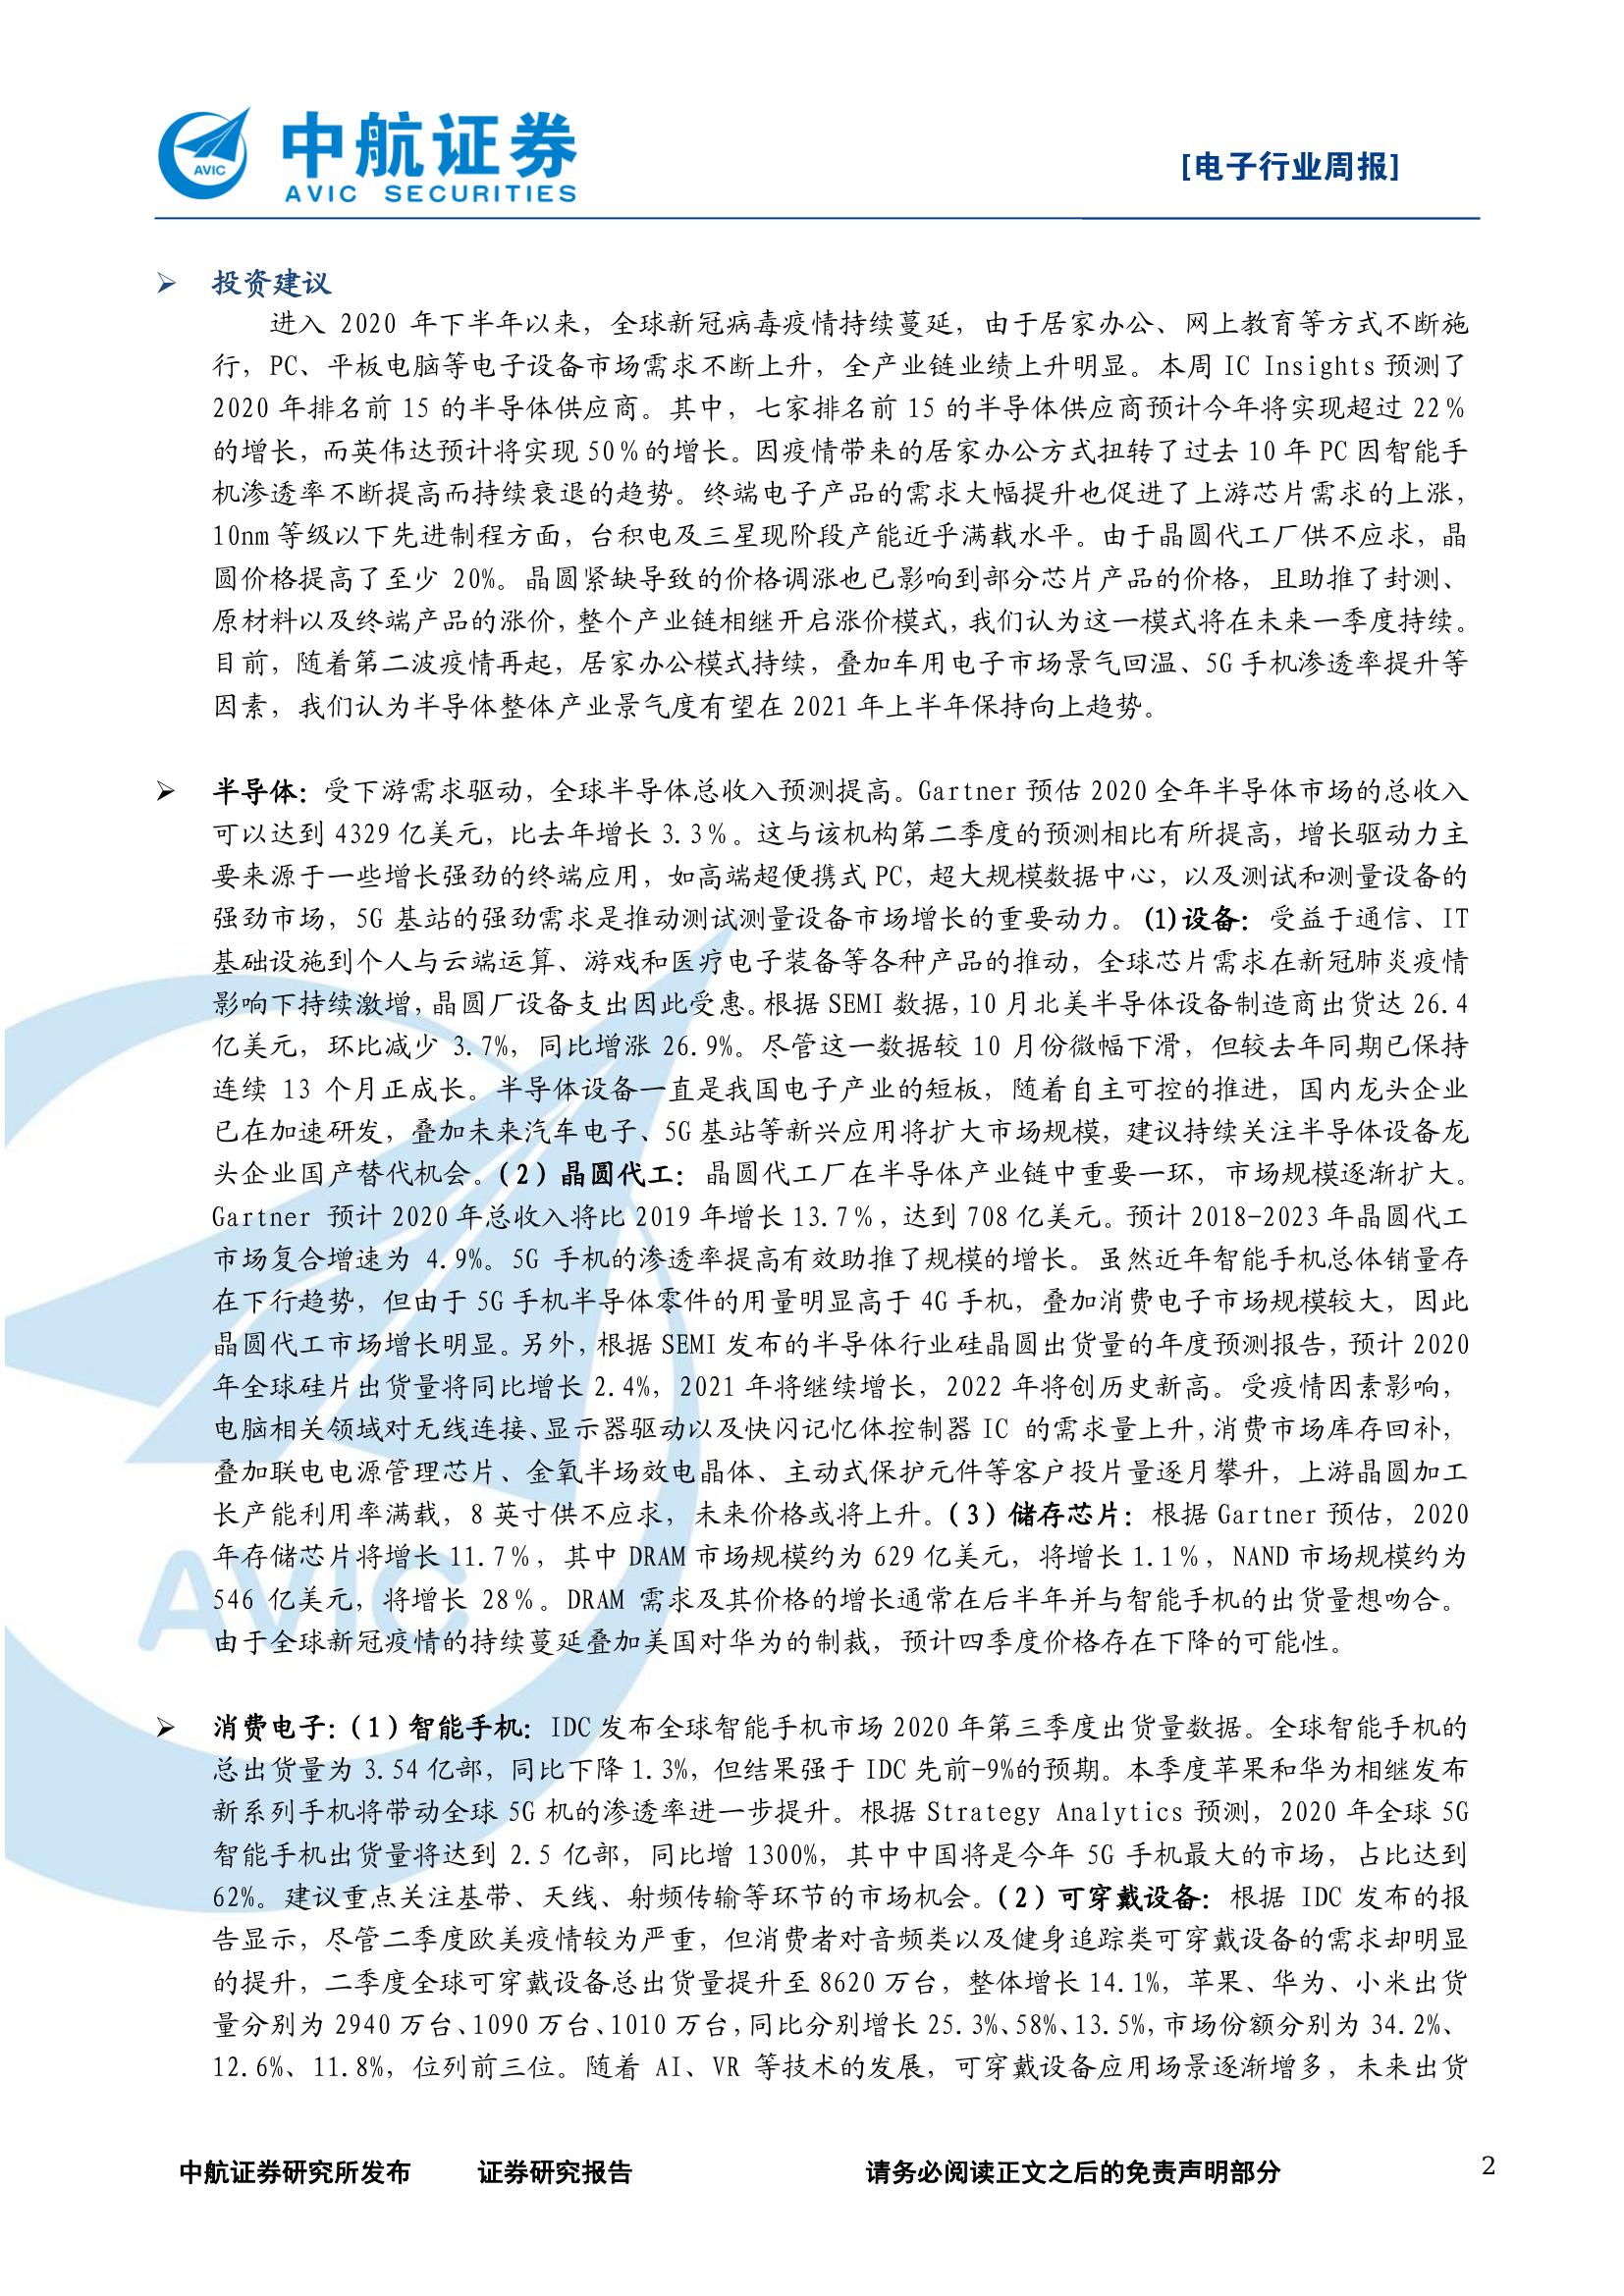 中航证券
AVIC SECURITIES
AVIC
[电子行业周报]
➢ 投资建议
进入 2020 年下半年以来，全球新冠病毒疫情持续蔓延，由于居家办公、网上教育等方式不断施
行，PC、平板电脑等电子设备市场需求不断上升，全产业链业绩上升明显。本周 IC Insights 预测了
2020 年排名前 15 的半导体供应商。其中，七家排名前 15 的半导体供应商预计今年将实现超过 22％
的增长，而英伟达预计将实现 50％的增长。因疫情带来的居家办公方式扭转了过去 10 年 PC 因智能手
机渗透率不断提高而持续衰退的趋势。终端电子产品的需求大幅提升也促进了上游芯片需求的上涨，
10nm 等级以下先进制程方面，台积电及三星现阶段产能近乎满载水平。由于晶圆代工厂供不应求，晶
圆价格提高了至少 20%。晶圆紧缺导致的价格调涨也已影响到部分芯片产品的价格，且助推了封测、
原材料以及终端产品的涨价，整个产业链相继开启涨价模式，我们认为这一模式将在未来一季度持续。
目前，随着第二波疫情再起，居家办公模式持续，叠加车用电子市场景气回温、5G 手机渗透率提升等
因素，我们认为半导体整体产业景气度有望在 2021 年上半年保持向上趋势。
➢ 半导体：受下游需求驱动，全球半导体总收入预测提高。Gartner 预估 2020 全年半导体市场的总收入
可以达到 4329 亿美元，比去年增长 3.3％。这与该机构第二季度的预测相比有所提高，增长驱动力主
要来源于一些增长强劲的终端应用，如高端超便携式 PC，超大规模数据中心，以及测试和测量设备的
强劲市场，5G 基站的强劲需求是推动测试测量设备市场增长的重要动力。(1)设备：受益于通信、IT
基础设施到个人与云端运算、游戏和医疗电子装备等各种产品的推动，全球芯片需求在新冠肺炎疫情
影响下持续激增，晶圆厂设备支出因此受惠。根据 SEMI 数据，10 月北美半导体设备制造商出货达 26.4
亿美元，环比减少 3.7%，同比增涨 26.9%。尽管这一数据较 10 月份微幅下滑，但较去年同期已保持
连续 13 个月正成长。半导体设备一直是我国电子产业的短板，随着自主可控的推进，国内龙头企业
已在加速研发，叠加未来汽车电子、5G 基站等新兴应用将扩大市场规模，建议持续关注半导体设备龙
头企业国产替代机会。（2）晶圆代工：晶圆代工厂在半导体产业链中重要一环，市场规模逐渐扩大。
Gartner 预计 2020 年总收入将比 2019 年增长 13.7％，达到 708 亿美元。预计 2018-2023 年晶圆代工
市场复合增速为 4.9%。5G 手机的渗透率提高有效助推了规模的增长。虽然近年智能手机总体销量存
在下行趋势，但由于 5G 手机半导体零件的用量明显高于 4G 手机，叠加消费电子市场规模较大，因此
晶圆代工市场增长明显。另外，根据 SEMI 发布的半导体行业硅晶圆出货量的年度预测报告，预计 2020
年全球硅片出货量将同比增长 2.4%，2021 年将继续增长，2022 年将创历史新高。受疫情因素影响，
电脑相关领域对无线连接、显示器驱动以及快闪记忆体控制器 IC 的需求量上升，消费市场库存回补，
叠加联电电源管理芯片、金氧半场效电晶体、主动式保护元件等客户投片量逐月攀升，上游晶圆加工
长产能利用率满载，8 英寸供不应求，未来价格或将上升。（3）储存芯片：根据 Gartner 预估，2020
年存储芯片将增长 11.7％，其中 DRAM 市场规模约为 629 亿美元，将增长 1.1％，NAND 市场规模约为
546 亿美元，将增长 28％。DRAM 需求及其价格的增长通常在后半年并与智能手机的出货量想吻合。
由于全球新冠疫情的持续蔓延叠加美国对华为的制裁，预计四季度价格存在下降的可能性。
➢ 消费电子：（1）智能手机：IDC 发布全球智能手机市场 2020 年第三季度出货量数据。全球智能手机的
总出货量为 3.54 亿部，同比下降 1.3%，但结果强于 IDC 先前-9%的预期。本季度苹果和华为相继发布
新系列手机将带动全球 5G 机的渗透率进一步提升。根据 Strategy Analytics 预测，2020 年全球 5G
智能手机出货量将达到 2.5 亿部，同比增 1300%，其中中国将是今年 5G 手机最大的市场，占比达到
62%。建议重点关注基带、天线、射频传输等环节的市场机会。（2）可穿戴设备：根据 IDC 发布的报
告显示，尽管二季度欧美疫情较为严重，但消费者对音频类以及健身追踪类可穿戴设备的需求却明显
的提升，二季度全球可穿戴设备总出货量提升至 8620 万台，整体增长 14.1%，苹果、华为、小米出货
量分别为 2940 万台、1090 万台、1010 万台，同比分别增长 25.3%、58%、13.5%，市场份额分别为 34.2%、
12.6%、11.8%，位列前三位。随着 AI、VR 等技术的发展，可穿戴设备应用场景逐渐增多，未来出货
AVIC
中航证券研究所发布 证券研究报告 请务必阅读正文之后的免责声明部分 2